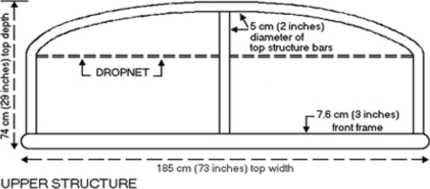 5 cm (2 inches)
diameter of
top structure bars
DROPNET
74 cm (29 inches) top depth
7.6 cm (3 inches)
front frame
185 cm (73 inches) top width
UPPER STRUCTURE